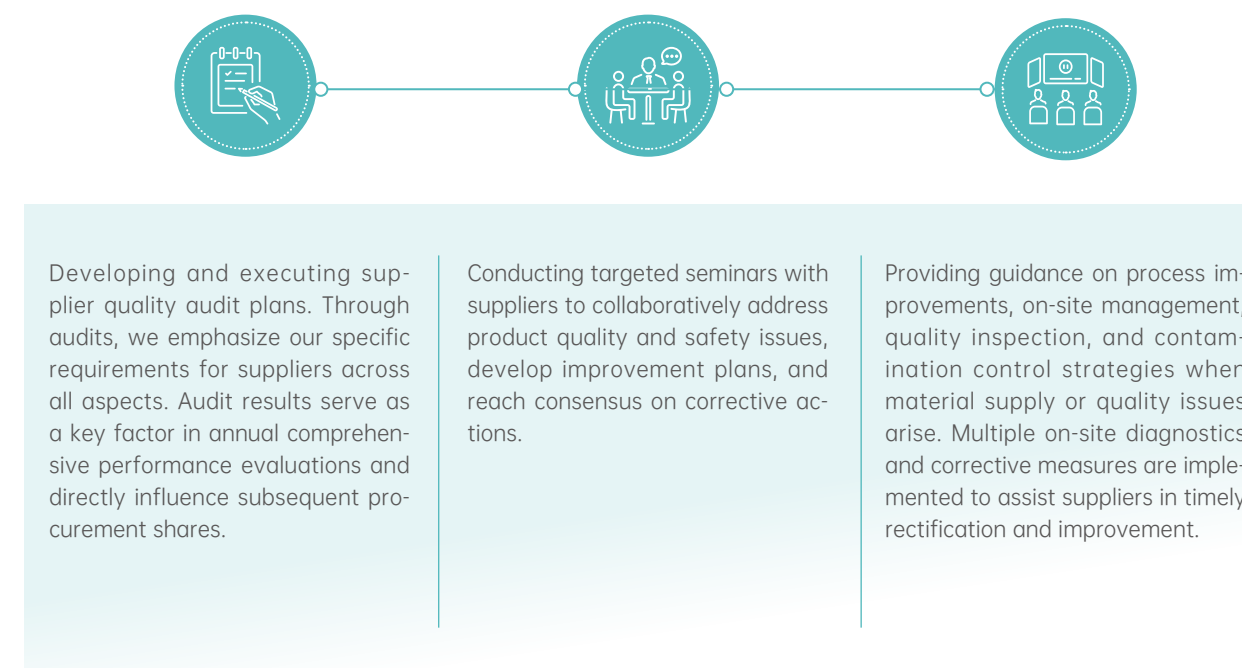 Developing and executing sup-
plier quality audit plans. Through
audits, we emphasize our specific
requirements for suppliers across
all aspects. Audit results serve as
a key factor in annual comprehen-
sive performance evaluations and
directly influence subsequent pro-
curement shares.
Conducting targeted seminars with
suppliers to collaboratively address
product quality and safety issues,
develop improvement plans, and
reach consensus on corrective ac-
tions.
Providing guidance on process im-
provements, on-site management,
quality inspection, and contam-
ination control strategies when
material supply or quality issues
arise. Multiple on-site diagnostics
and corrective measures are imple-
mented to assist suppliers in timely
rectification and improvement.